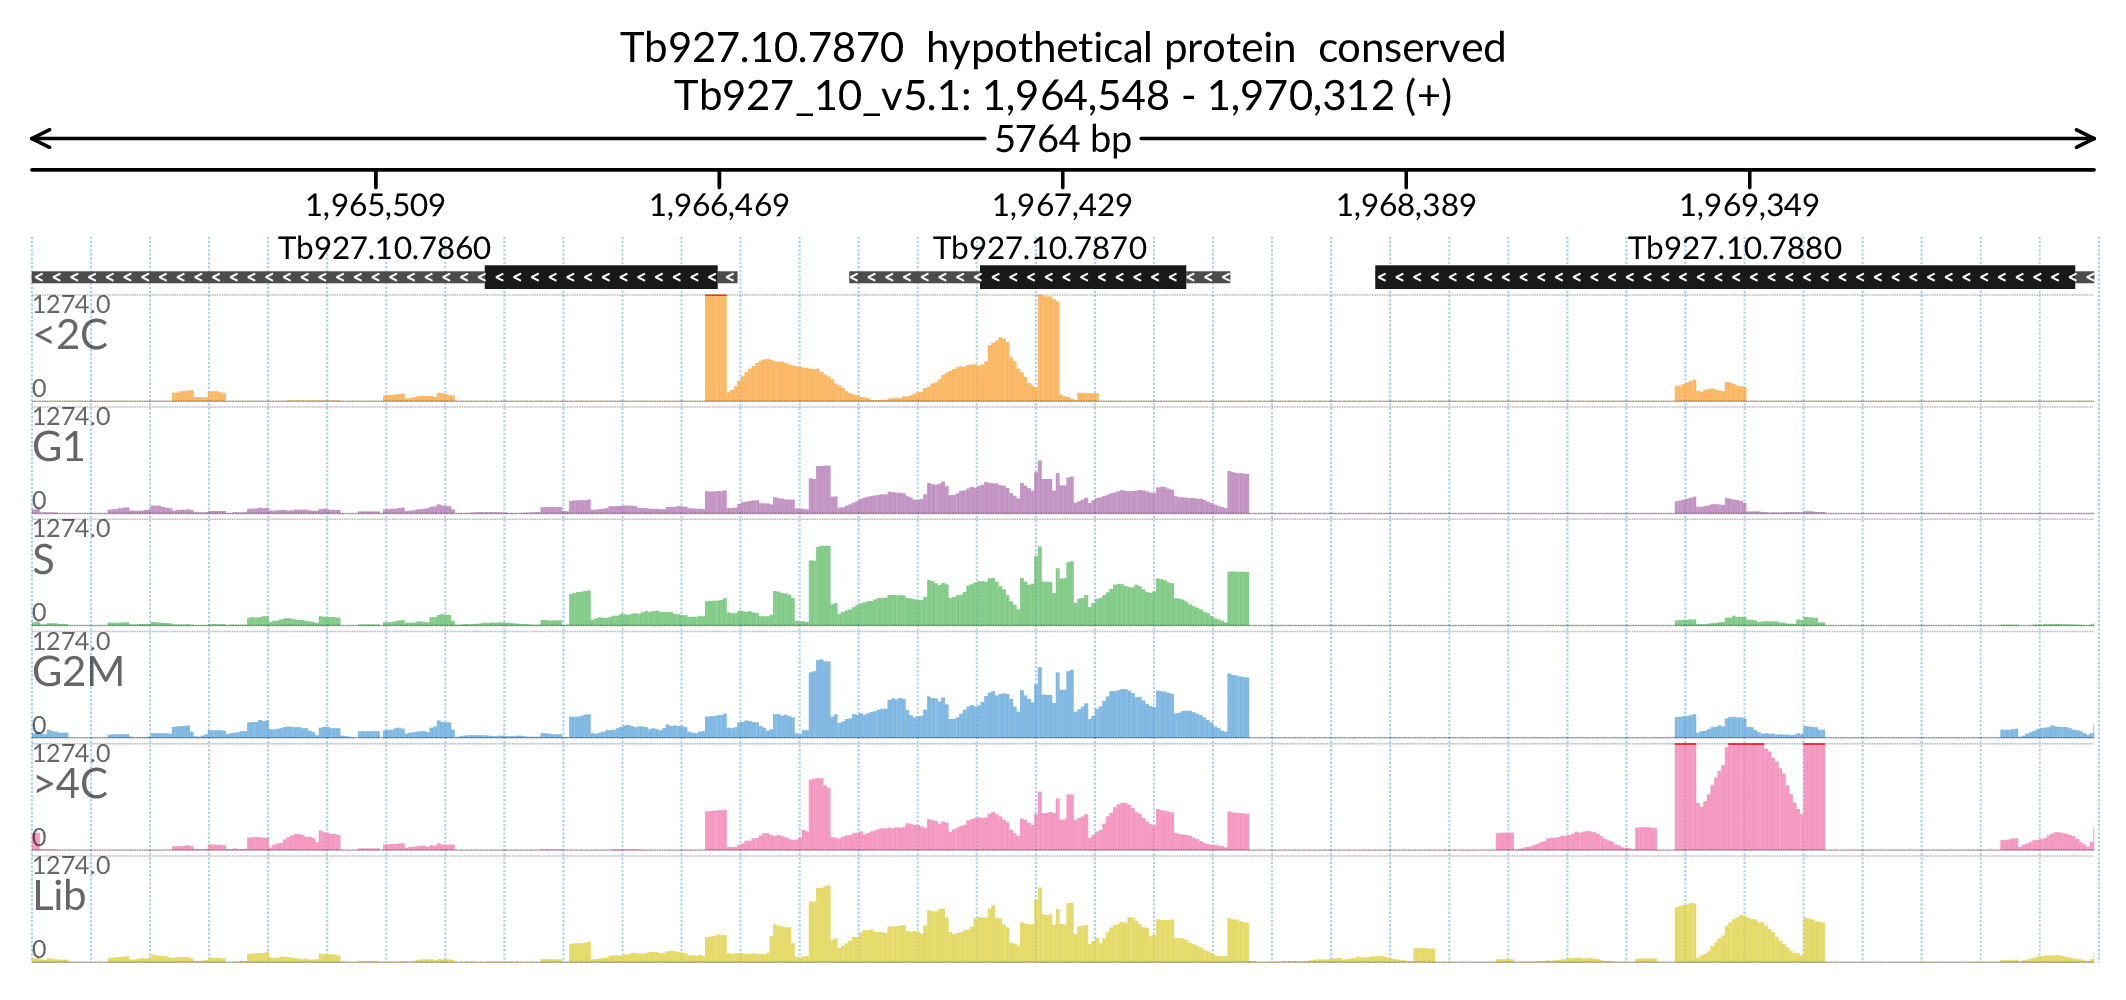 Tb927.10.7870  hypothetical protein  conserved
Tb927_10_v5.1: 1,964,548 - 1,970,312 (+)
5764 bp
1,965,509 1,966,469 1,967,429 1,968,389 1,969,349
Tb927.10.7860 Tb927.10.7870 Tb927.10.7880
1274.0
<2C
0
1274.0
G1
0
1274.0
S
0
1274.0
G2M
0
1274.0
>4C
0
1274.0
Lib
0